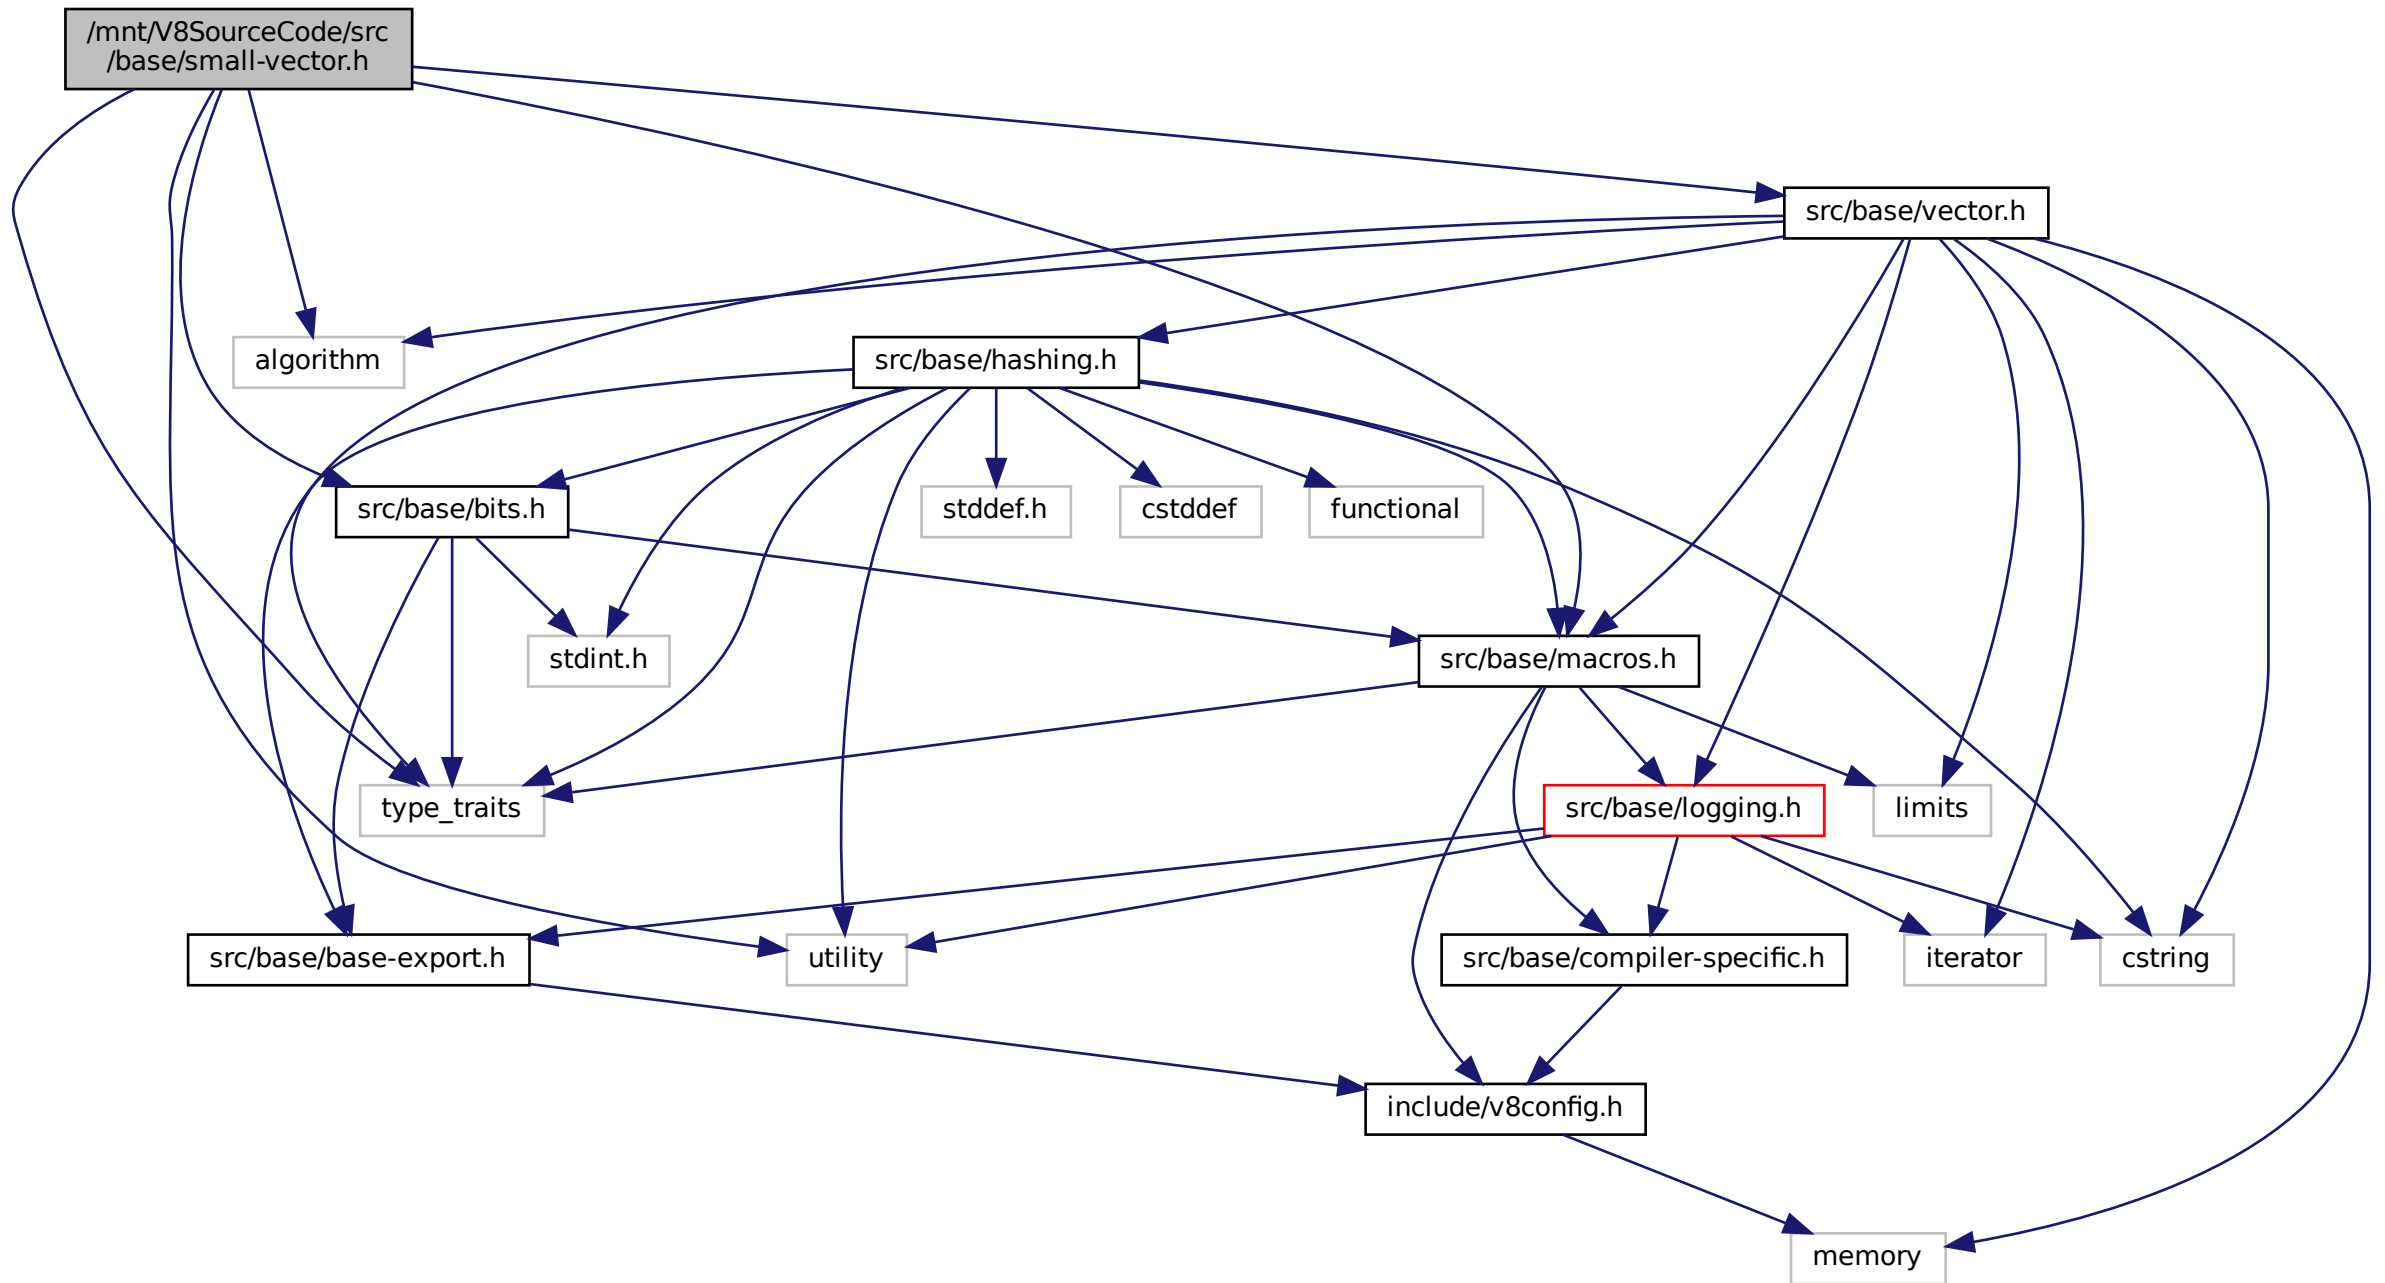 /mnt/V8SourceCode/src
/base/small-vector.h
src/base/vector.h
algorithm
src/base/hashing.h
src/base/bits.h
stddef.h
cstddef
functional
stdint.h
src/base/macros.h
type_traits
src/base/logging.h
limits
src/base/base-export.h
utility
src/base/compiler-specific.h
iterator
cstring
include/v8config.h
memory